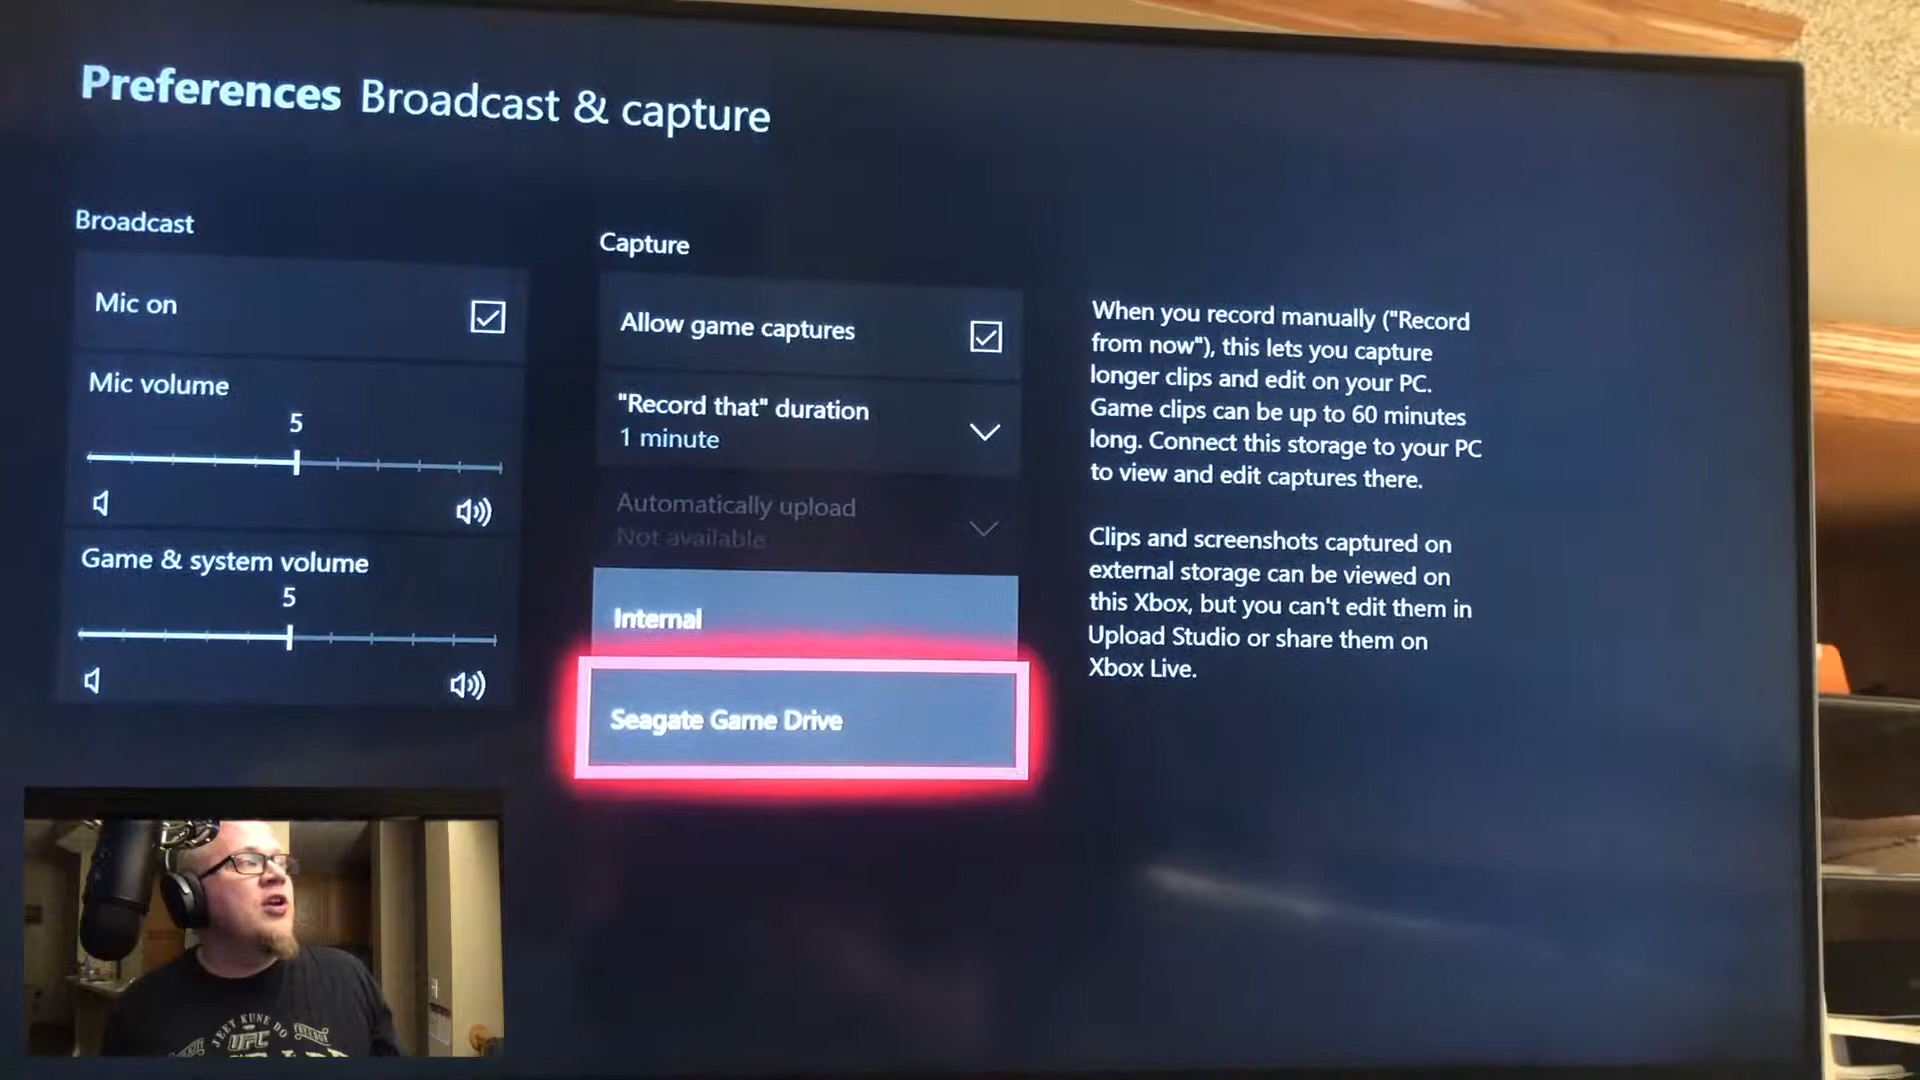 Preferences Broadcast & capture
Broadcast
Mic on
Mic volume
5
Game & system volume
5
Capture
Allow game captures
"Record that" duration
1 minute
Automatically upload
Not available
Internal
Seagate Game Drive
When you record manually ("Record
from now"), this lets you capture
longer clips and edit on your PC.
Game clips can be up to 60 minutes
long. Connect this storage to your PC
to view and edit captures there.
Clips and screenshots captured on
external storage can be viewed on
this Xbox, but you can't edit them in
Upload Studio or share them on
Xbox Live.
JEET KUNE DO
UFC